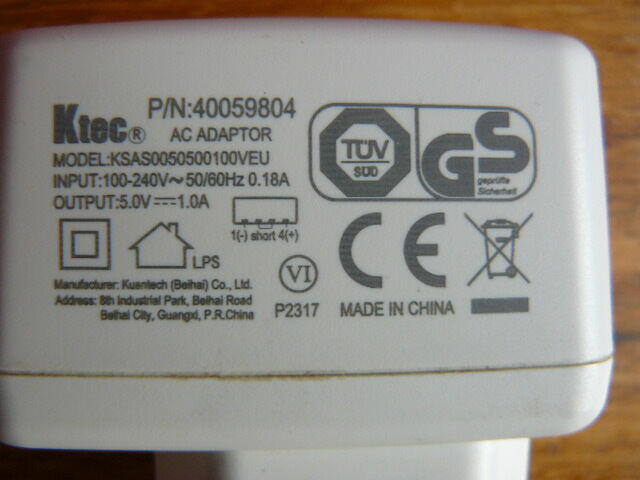 Ktec® P/N:40059804
AC ADAPTOR
MODEL:KSAS0050500100VEU
INPUT:100-240V~50/60Hz 0.18A
OUTPUT:5.0V⎓1.0A
1(-) short 4(+)
LPS
TÜV
SÜD
GS
geprüfte
Sicherheit
CE
VI
Manufacturer: Kuantech (Beihai) Co., Ltd.
Address: 8th Industrial Park, Beihai Road
Beihai City, Guangxi, P.R.China
P2317
MADE IN CHINA